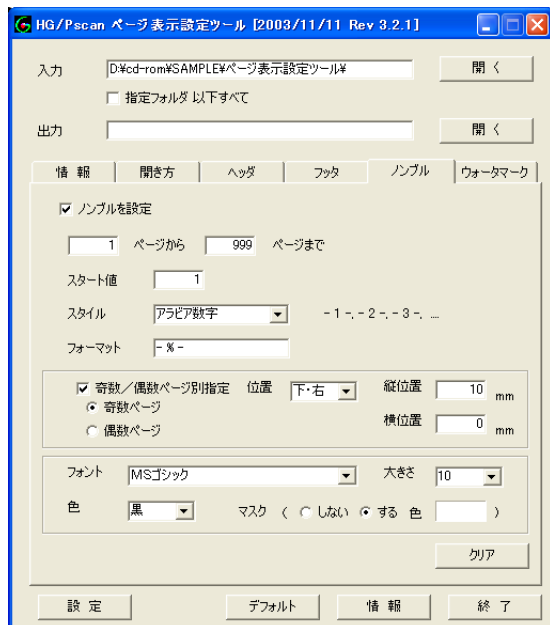 HG/Pscan ページ表示設定ツール [2003/11/11 Rev 3.2.1]
入力 D:¥cd-rom¥SAMPLE¥ページ表示設定ツール¥ 開 く
指定フォルダ以下すべて
出力 開 く
情 報 開き方 ヘッダ フッタ ノンブル ウォータマーク
ノンブルを設定
1 ページから 999 ページまで
スタート値 1
スタイル アラビア数字 - 1 -, - 2 -, - 3 -, ...
フォーマット - % -
奇数／偶数ページ別指定 位置 下・右 縦位置 10 mm
奇数ページ
偶数ページ 横位置 0 mm
フォント MSゴシック 大きさ 10
色 黒 マスク ( しない する 色 )
クリア
設 定 デフォルト 情 報 終 了